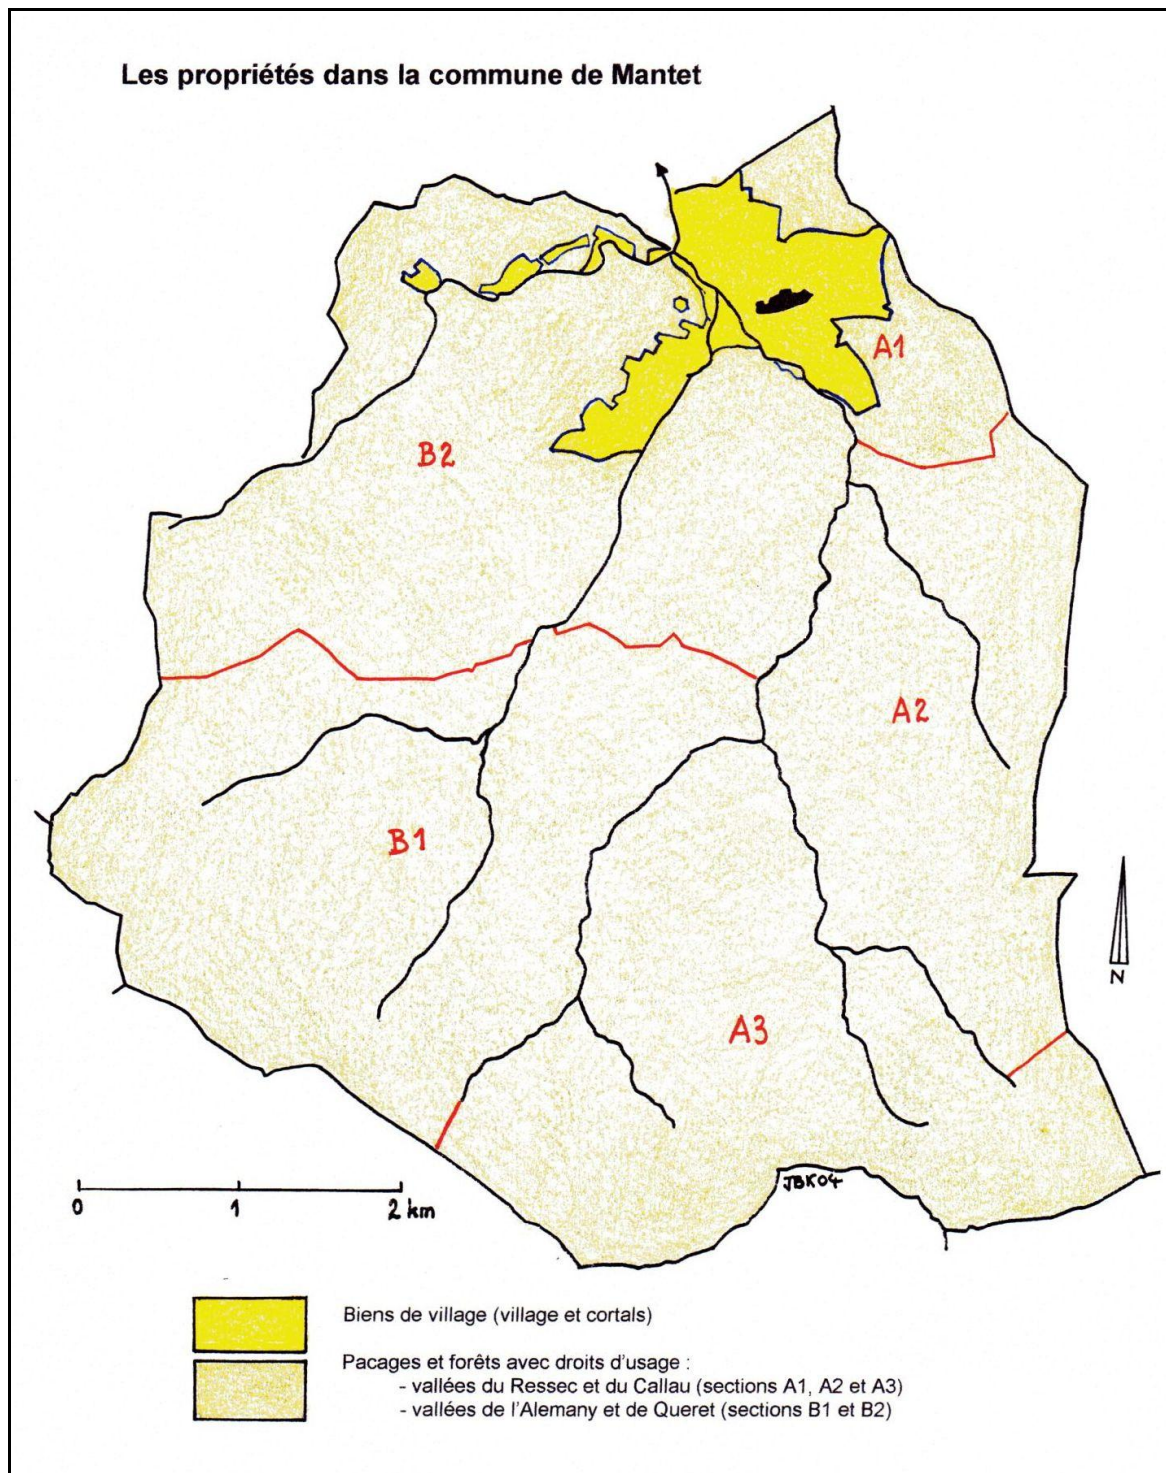 Les propriétés dans la commune de Mantet
A1
B2
A2
B1
N
A3
JBK04
0 1 2 km
Biens de village (village et cortals)
Pacages et forêts avec droits d'usage :
- vallées du Ressec et du Callau (sections A1, A2 et A3)
- vallées de l'Alemany et de Queret (sections B1 et B2)